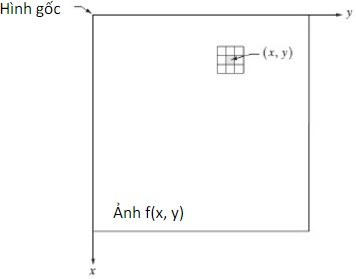 Hình gốc
y
(x, y)
Ảnh f(x, y)
x